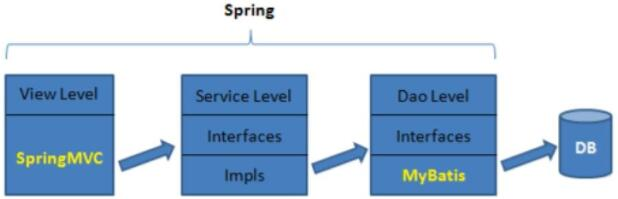 Spring
View Level
SpringMVC
Service Level
Interfaces
Impls
Dao Level
Interfaces
MyBatis
DB